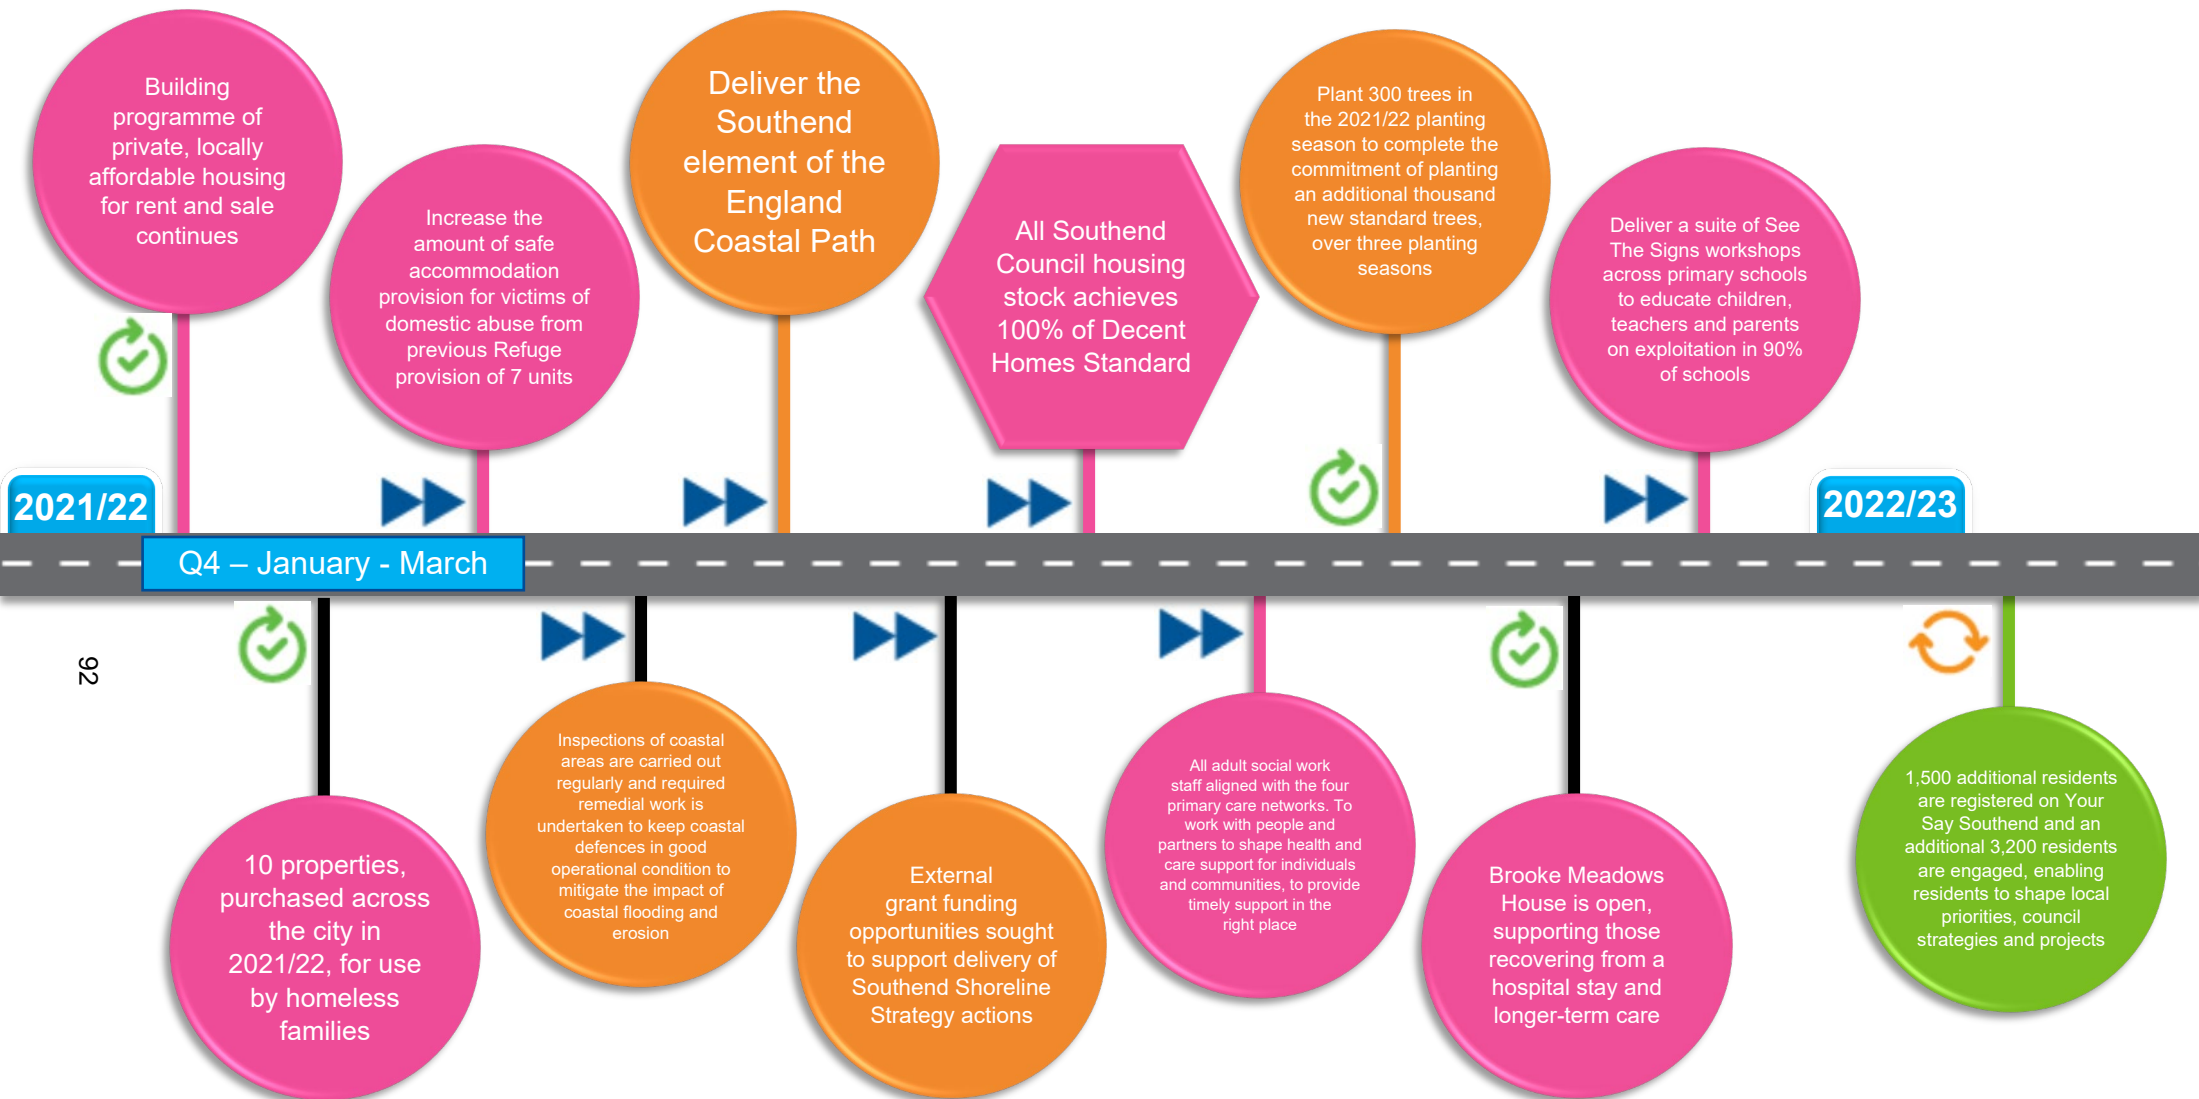 Building
programme of
private, locally
affordable housing
for rent and sale
continues
Increase the
amount of safe
accommodation
provision for victims of
domestic abuse from
previous Refuge
provision of 7 units
Deliver the
Southend
element of the
England
Coastal Path
All Southend
Council housing
stock achieves
100% of Decent
Homes Standard
Plant 300 trees in
the 2021/22 planting
season to complete the
commitment of planting
an additional thousand
new standard trees,
over three planting
seasons
Deliver a suite of See
The Signs workshops
across primary schools
to educate children,
teachers and parents
on exploitation in 90%
of schools
2021/22
2022/23
Q4 – January - March
92
10 properties,
purchased across
the city in
2021/22, for use
by homeless
families
Inspections of coastal
areas are carried out
regularly and required
remedial work is
undertaken to keep coastal
defences in good
operational condition to
mitigate the impact of
coastal flooding and
erosion
External
grant funding
opportunities sought
to support delivery of
Southend Shoreline
Strategy actions
All adult social work
staff aligned with the four
primary care networks. To
work with people and
partners to shape health and
care support for individuals
and communities, to provide
timely support in the
right place
Brooke Meadows
House is open,
supporting those
recovering from a
hospital stay and
longer-term care
1,500 additional residents
are registered on Your
Say Southend and an
additional 3,200 residents
are engaged, enabling
residents to shape local
priorities, council
strategies and projects